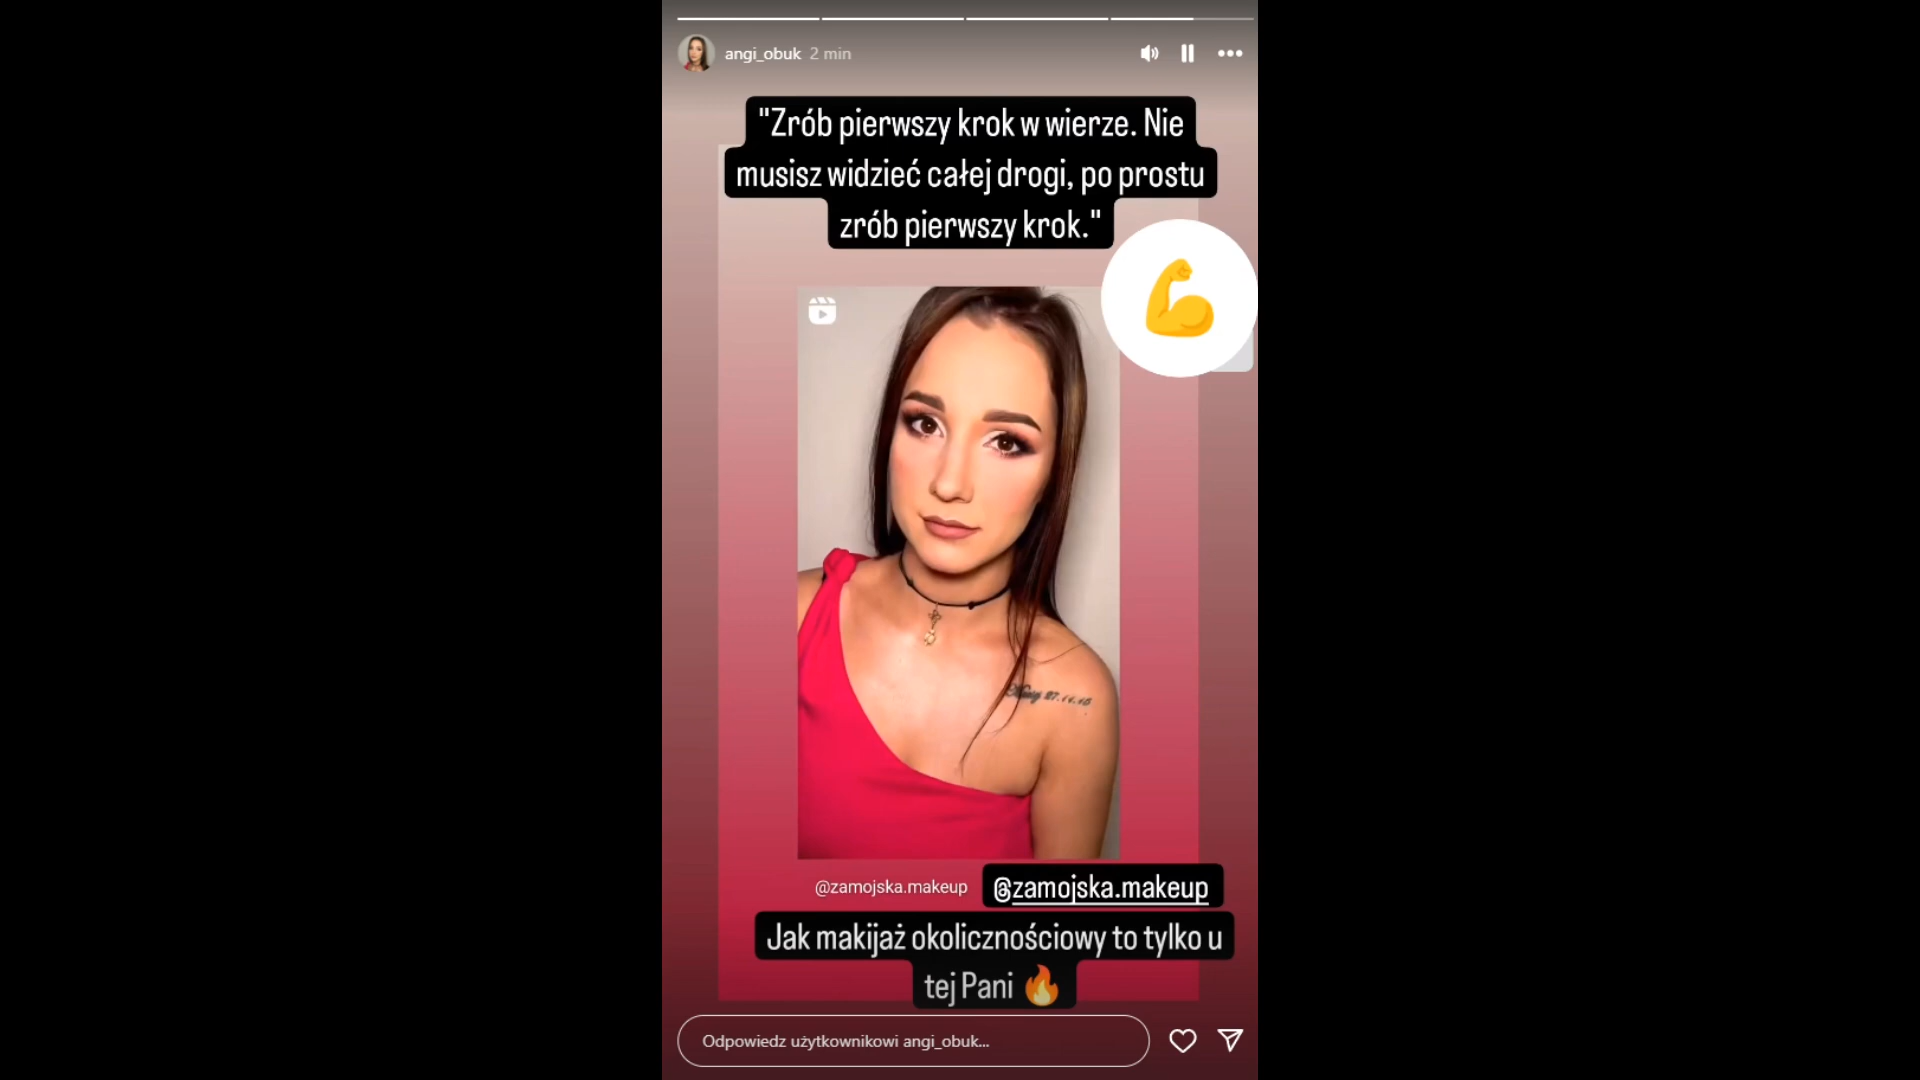 angi_obuk 2 min
"Zrób pierwszy krok w wierze. Nie
musisz widzieć całej drogi, po prostu
zrób pierwszy krok."
@zamojska.makeup @zamojska.makeup
Jak makijaż okolicznościowy to tylko u
tej Pani 🔥
Odpowiedz użytkownikowi angi_obuk...